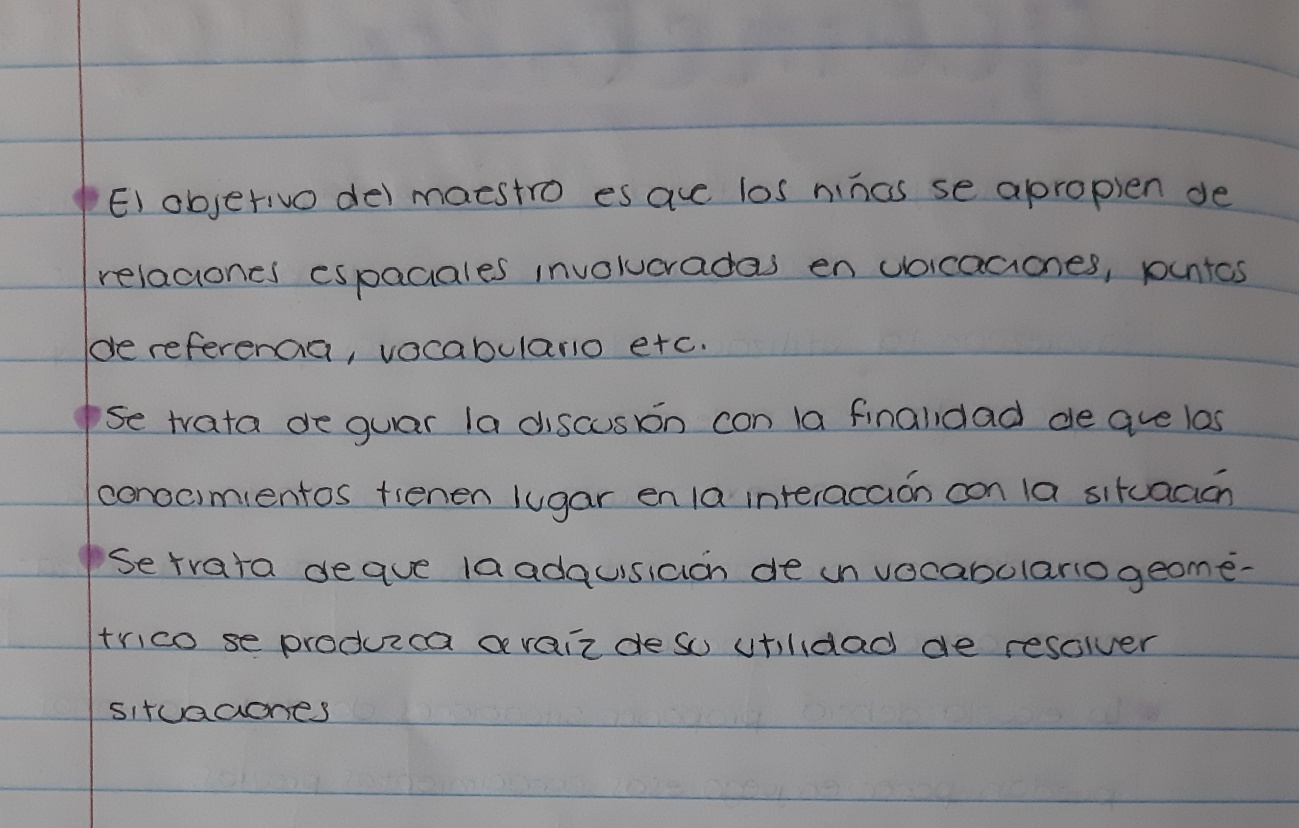 • El objetivo del maestro es que los niños se apropien de
relaciones espaciales involucradas en ubicaciones, puntos
de referencia, vocabulario etc.
• Se trata de guiar la discusión con la finalidad de que los
conocimientos tienen lugar en la interacción con la situación
• Se trata de que la adquisición de un vocabulario geomé-
trico se produzca a raíz de su utilidad de resolver
situaciones